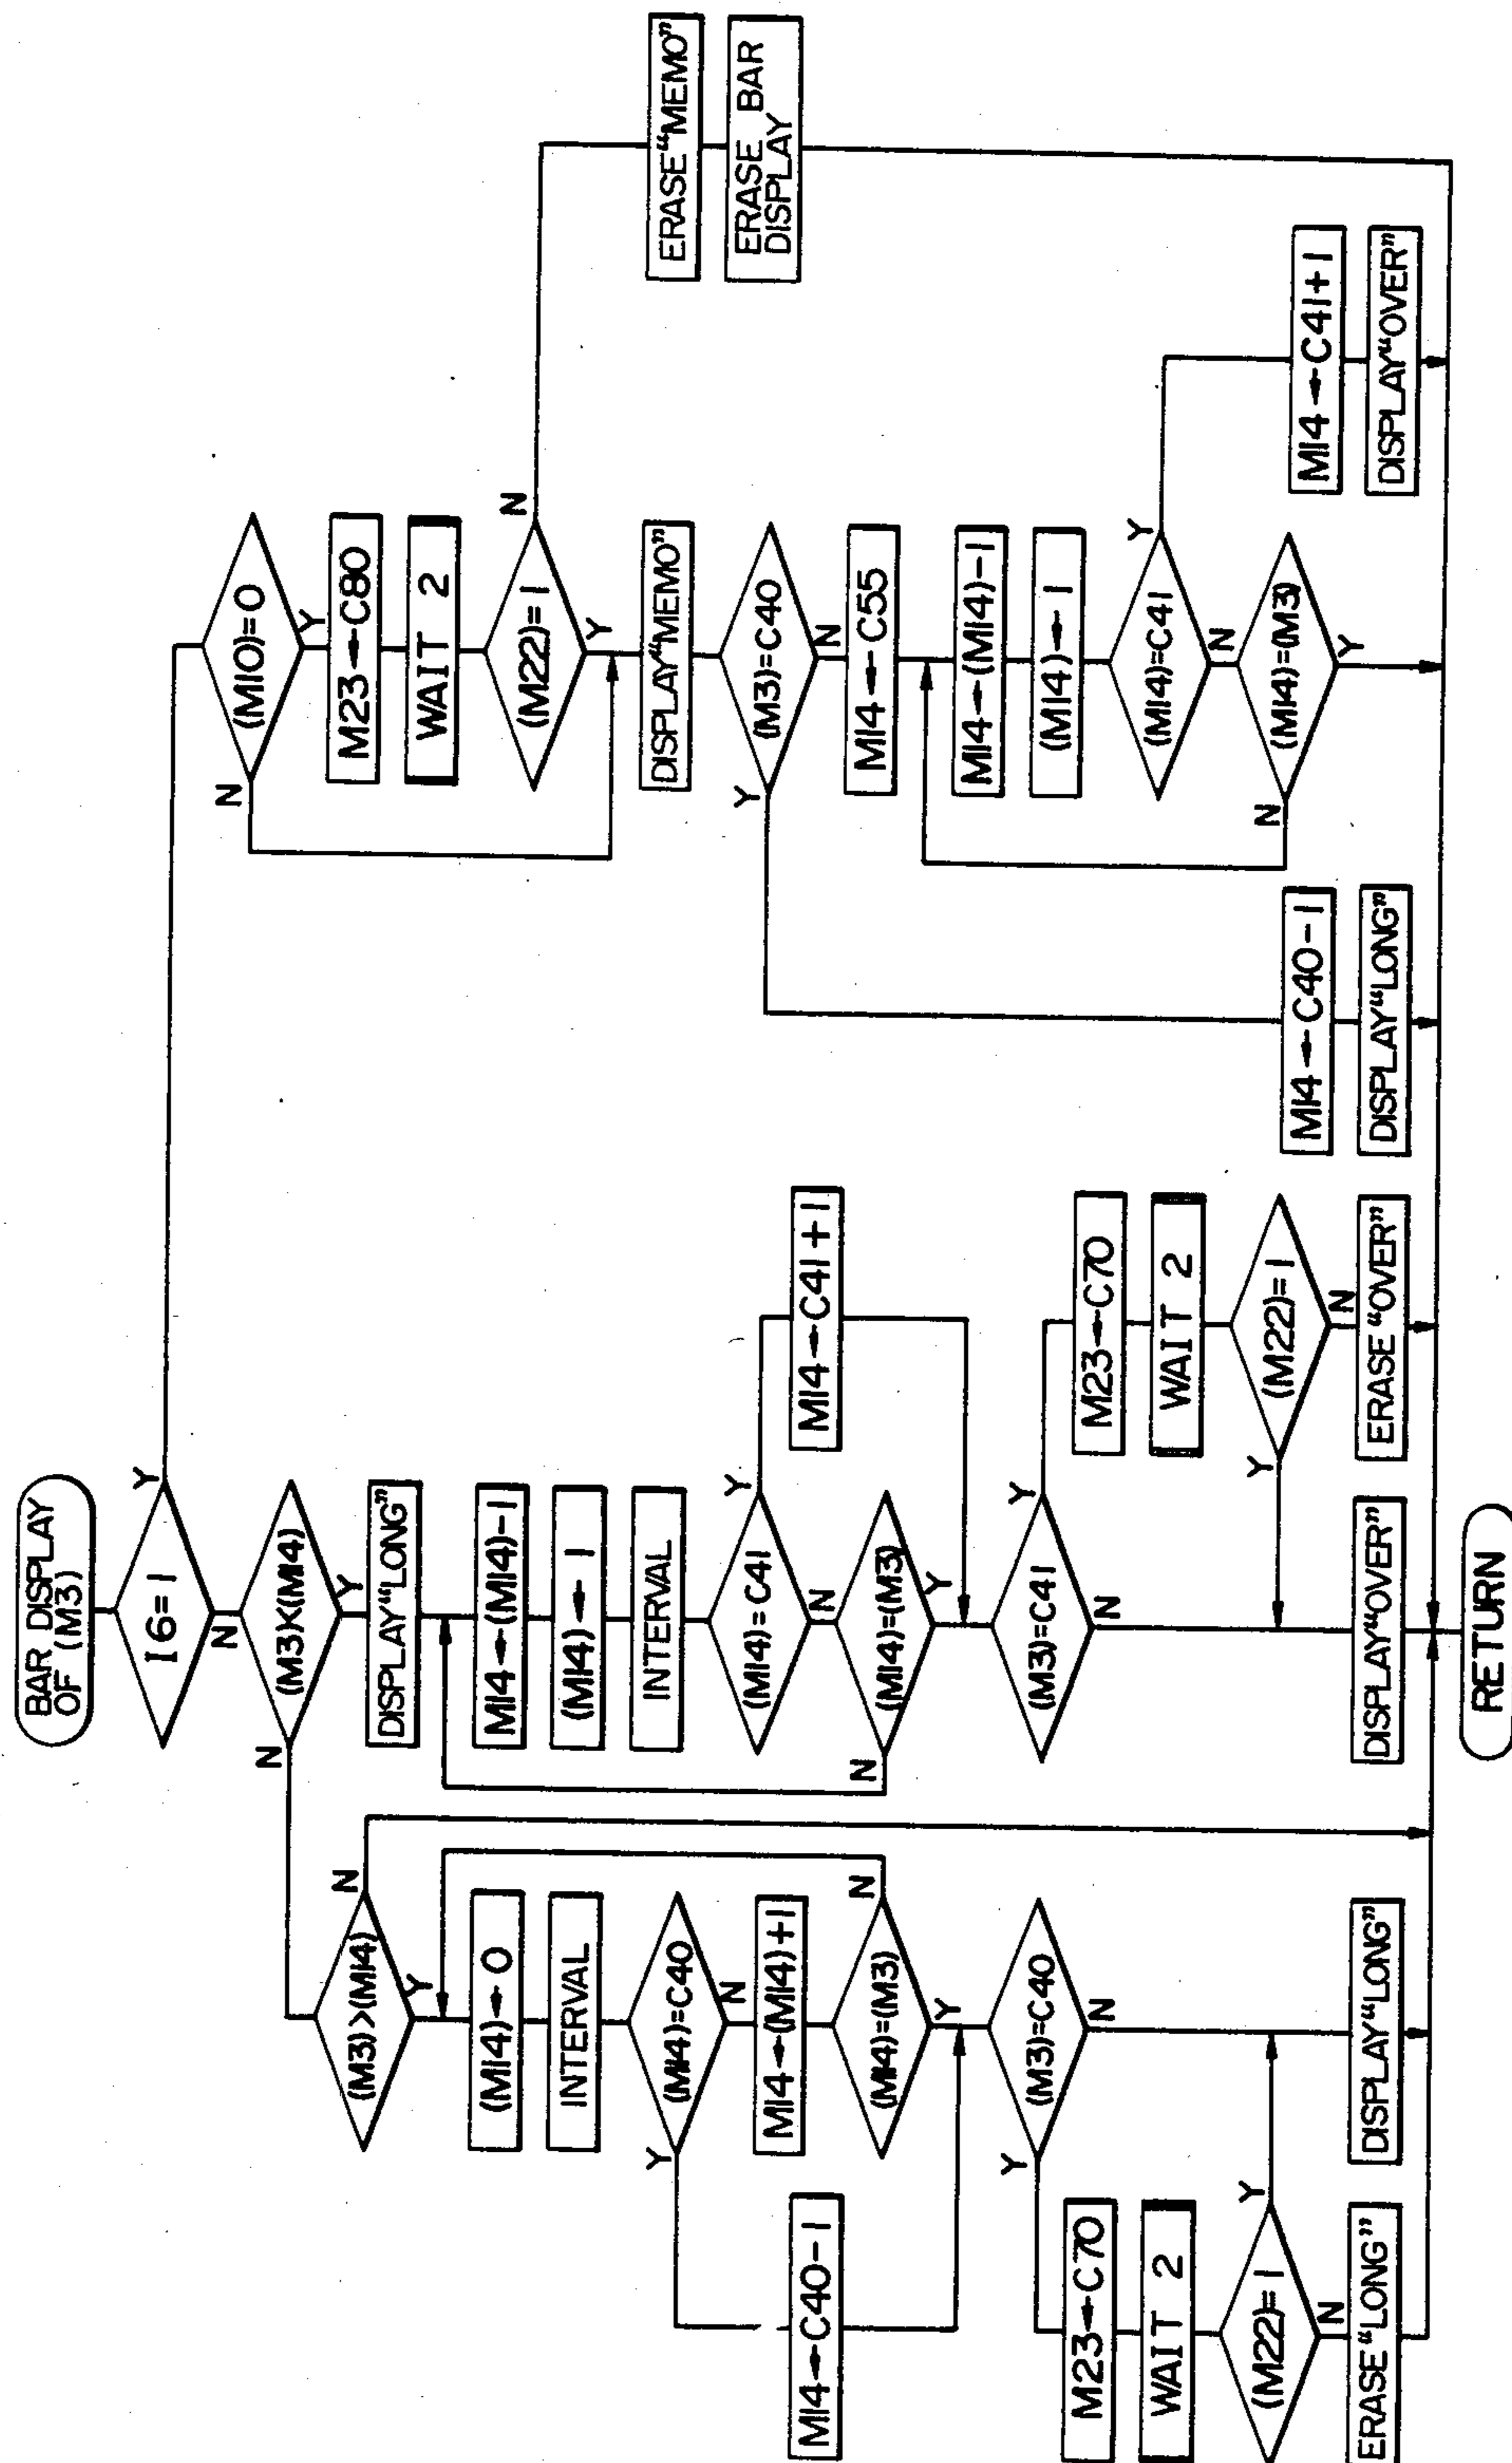 BAR DISPLAY
OF (M3)
I6=1
Y
N
(M3)<(M14)
N
Y
(M3)>(M14)
N
Y
(M14)←0
INTERVAL
(M14)=C40
Y
N
M14←C40-1
M14←(M14)+1
(M14)=(M3)
N
Y
(M3)=C40
Y
N
M23←C70
WAIT 2
(M22)=1
Y
N
ERASE "LONG"
DISPLAY "LONG"
DISPLAY "LONG"
M14←(M14)-1
(M14)←1
INTERVAL
(M14)=C41
Y
N
M14←C41+1
(M14)=(M3)
N
Y
(M3)=C41
Y
N
M23←C70
WAIT 2
(M22)=1
Y
N
DISPLAY "OVER"
ERASE "OVER"
(M10)=0
N
Y
M23←C80
WAIT 2
(M22)=1
N
Y
ERASE "MEMO"
ERASE BAR
DISPLAY
DISPLAY "MEMO"
(M3)=C40
Y
N
M14←C40-1
DISPLAY "LONG"
M14←C55
M14←(M14)-1
(M14)←1
(M14)=C41
Y
N
(M14)=(M3)
N
Y
M14←C41+1
DISPLAY "OVER"
RETURN